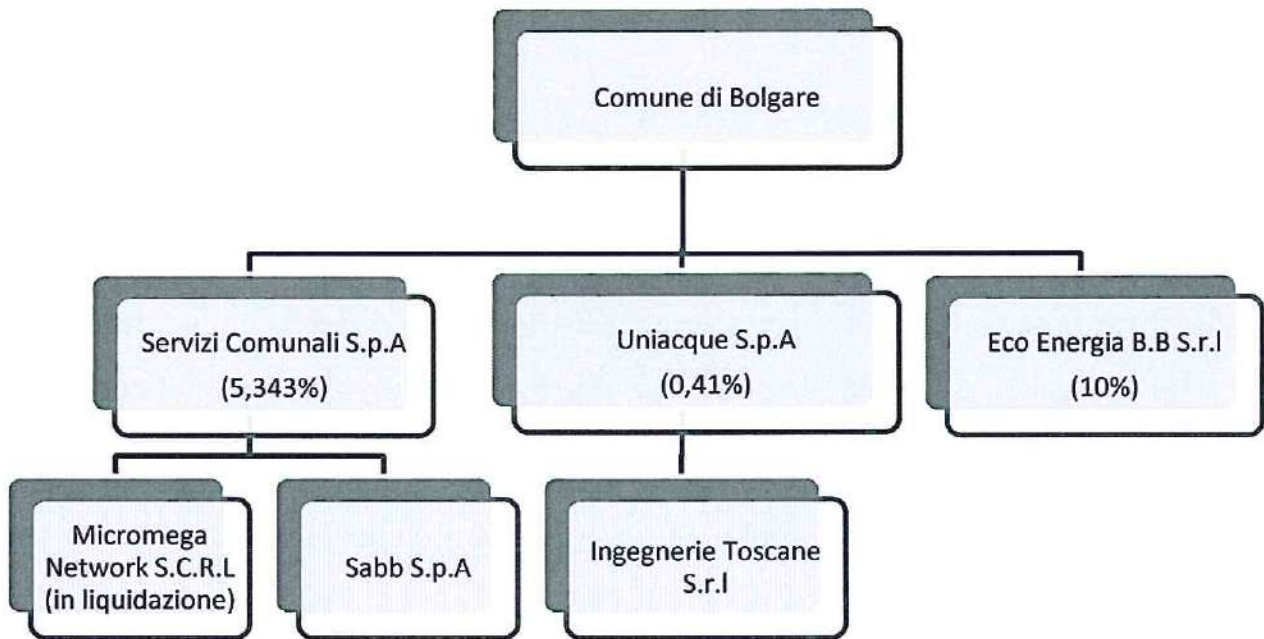 Comune di Bolgare
Servizi Comunali S.p.A
(5,343%)
Uniacque S.p.A
(0,41%)
Eco Energia B.B S.r.l
(10%)
Micromega
Network S.C.R.L
(in liquidazione)
Sabb S.p.A
Ingegnerie Toscane
S.r.l